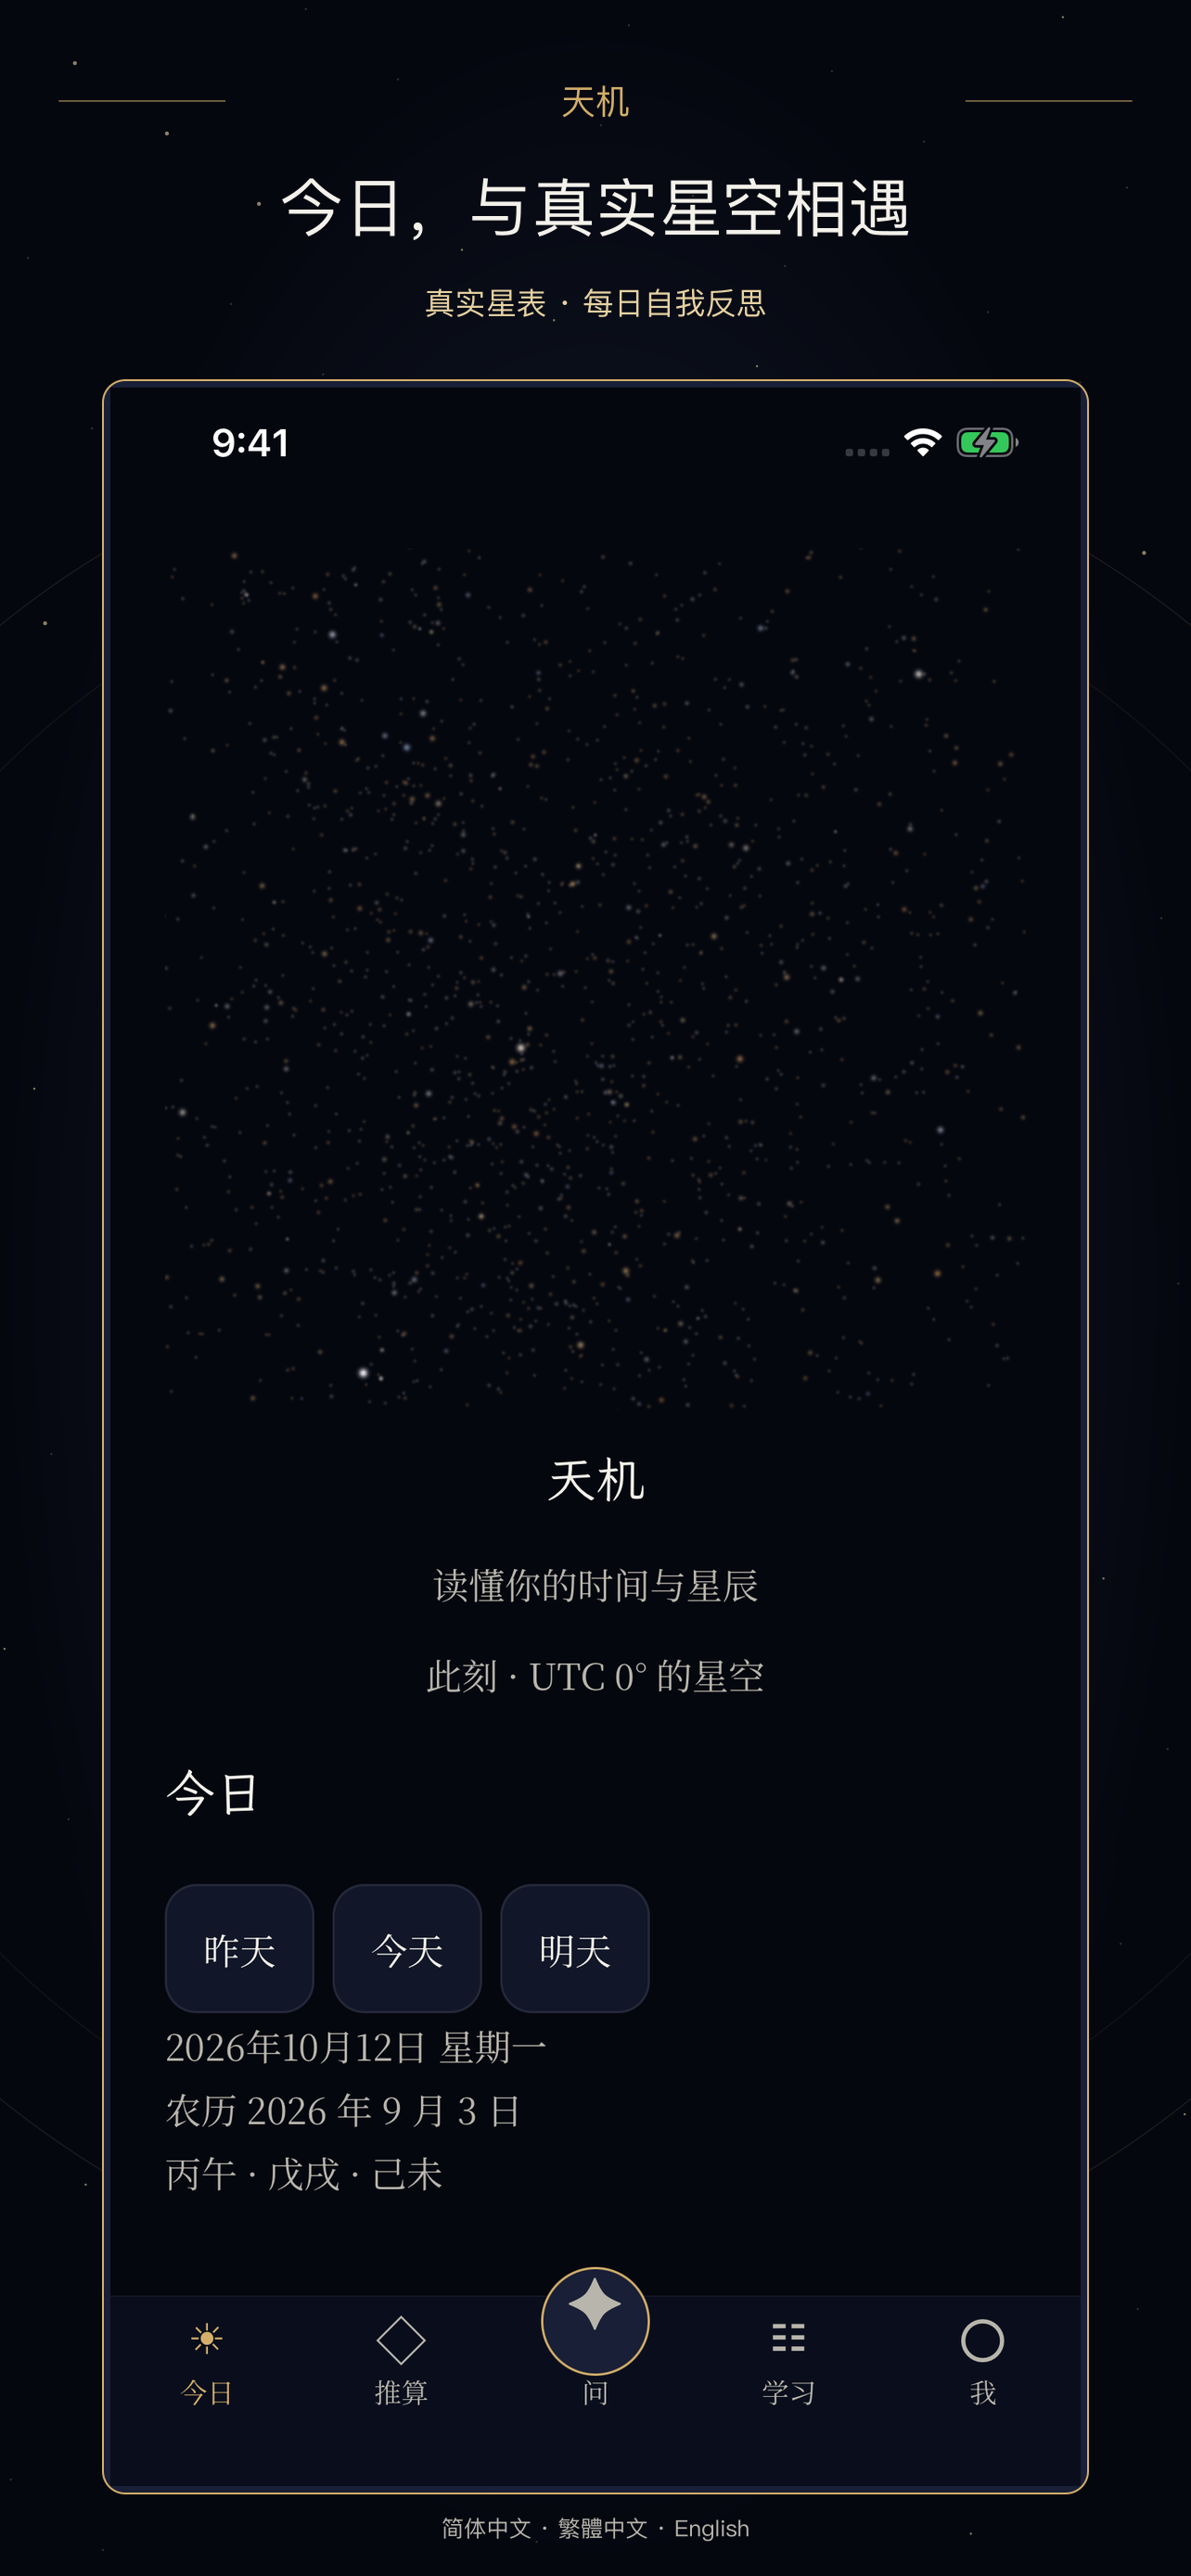 天机
今日，与真实星空相遇
真实星表 · 每日自我反思
9:41
天机
读懂你的时间与星辰
此刻 · UTC 0° 的星空
今日
昨天 今天 明天
2026年10月12日 星期一
农历 2026 年 9 月 3 日
丙午 · 戊戌 · 己未
今日 推算 问 学习 我
简体中文 · 繁體中文 · English